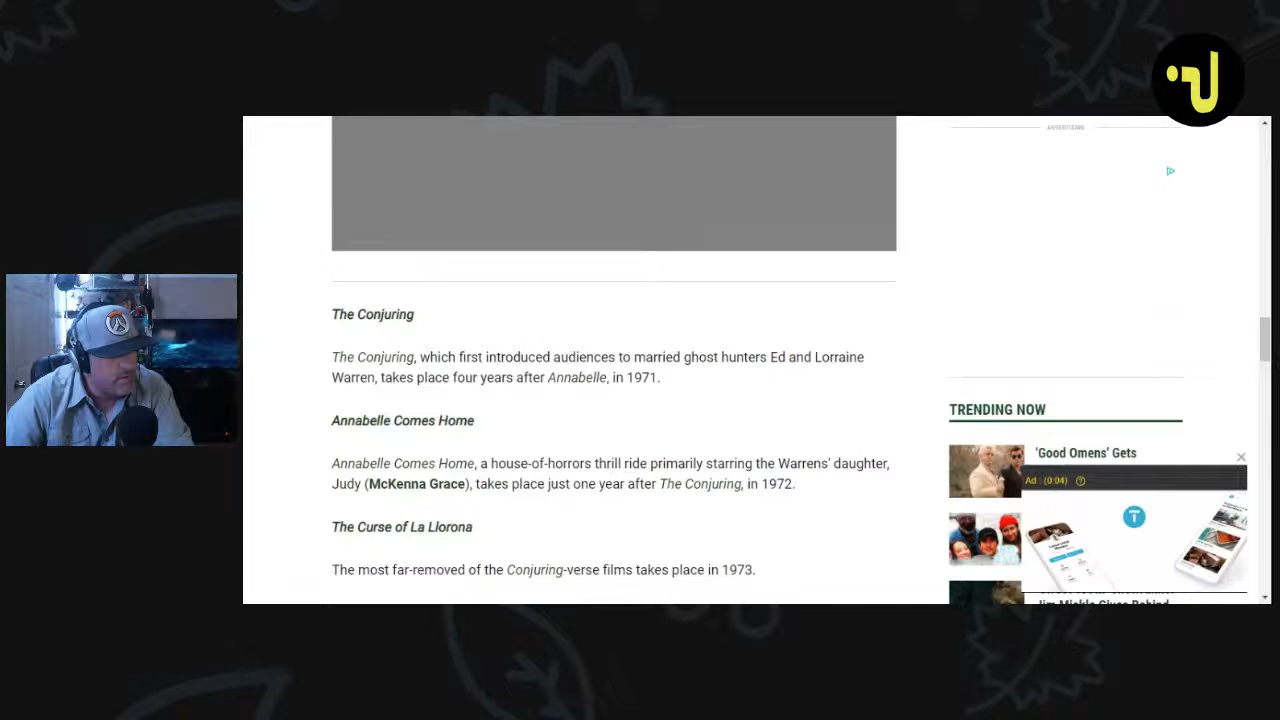 ADVERTISEMENT
The Conjuring
The Conjuring, which first introduced audiences to married ghost hunters Ed and Lorraine
Warren, takes place four years after Annabelle, in 1971.
Annabelle Comes Home
Annabelle Comes Home, a house-of-horrors thrill ride primarily starring the Warrens' daughter,
Judy (McKenna Grace), takes place just one year after The Conjuring, in 1972.
The Curse of La Llorona
The most far-removed of the Conjuring-verse films takes place in 1973.
TRENDING NOW
'Good Omens' Gets
Ad : (0:04)